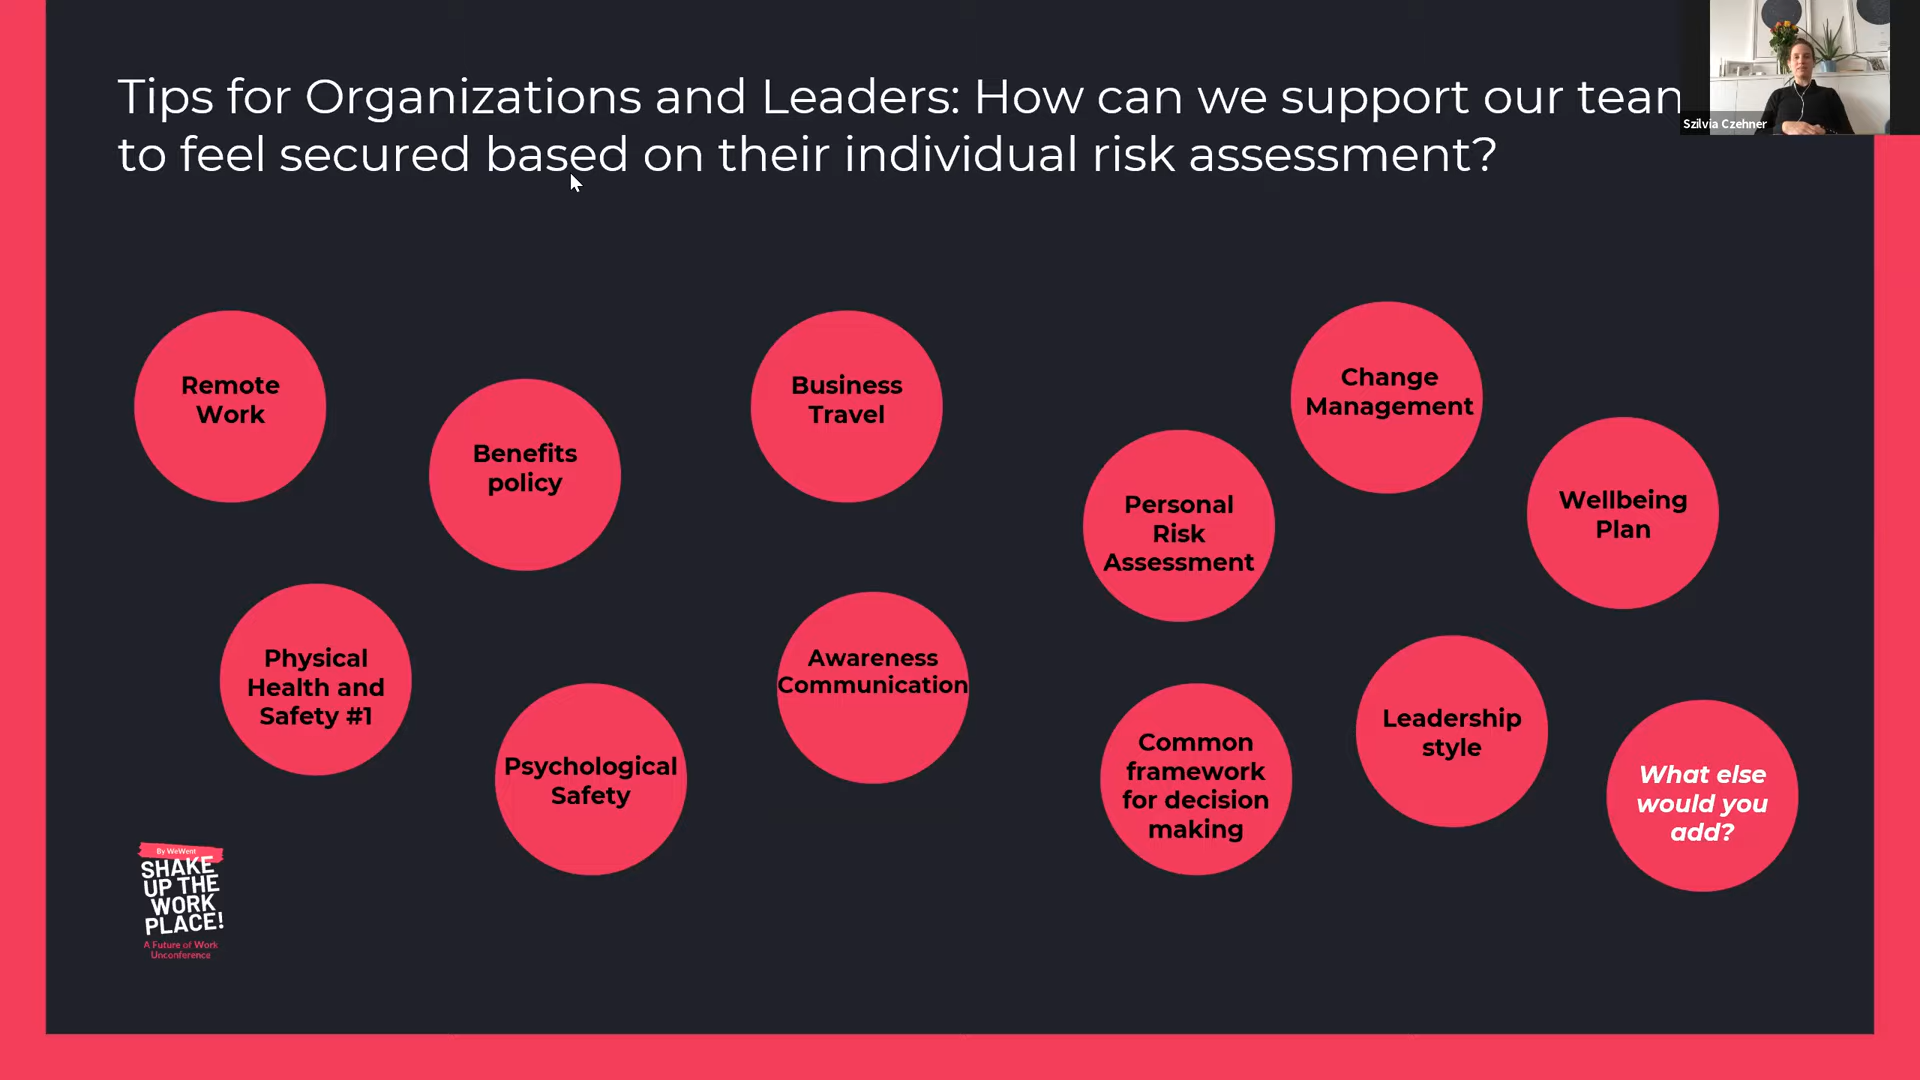 Tips for Organizations and Leaders: How can we support our team
to feel secured based on their individual risk assessment?
Szilvia Czehner
Remote
Work
Benefits
policy
Business
Travel
Change
Management
Personal
Risk
Assessment
Wellbeing
Plan
Physical
Health and
Safety #1
Psychological
Safety
Awareness
Communication
Common
framework
for decision
making
Leadership
style
What else
would you
add?
By WeWent
SHAKE
UP THE
WORK
PLACE!
A Future of Work
Unconference